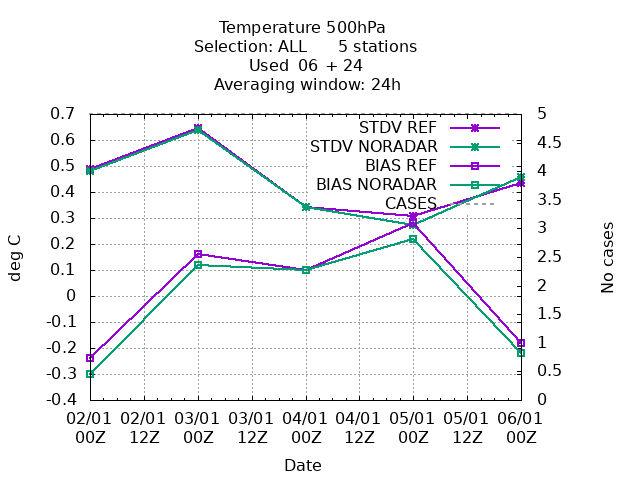 Temperature 500hPa
Selection: ALL 5 stations
Used 06 + 24
Averaging window: 24h
0.7 5
STDV REF
0.6 4.5
STDV NORADAR
0.5 BIAS REF 4
0.4 BIAS NORADAR 3.5
CASES
0.3 3
0.2 2.5
0.1 2
0 1.5
-0.1 1
-0.2 0.5
-0.3 0
-0.4
deg C
No cases
02/01 02/01 03/01 03/01 04/01 04/01 05/01 05/01 06/01
00Z 12Z 00Z 12Z 00Z 12Z 00Z 12Z 00Z
Date